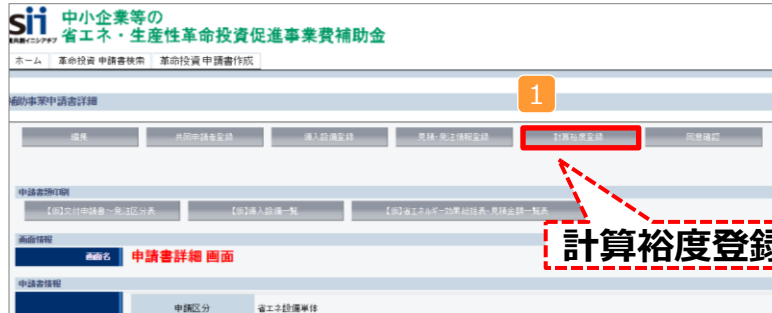 sii 中小企業等の
省エネ・生産性革命投資促進事業費補助金
ホーム 革命投資 申請書検索 革命投資 申請書作成
補助事業申請書詳細
1
編集 共同申請者登録 導入設備登録 見積・発注情報登録 計算裕度登録 同意確認
申請書類印刷
【仮】交付申請書～発注区分表 【仮】導入設備一覧 【仮】省エネルギー効果総括表・見積金額一覧表
計算裕度登録
画面情報
画面名 申請書詳細 画面
申請書情報
申請区分 省エネ設備単体